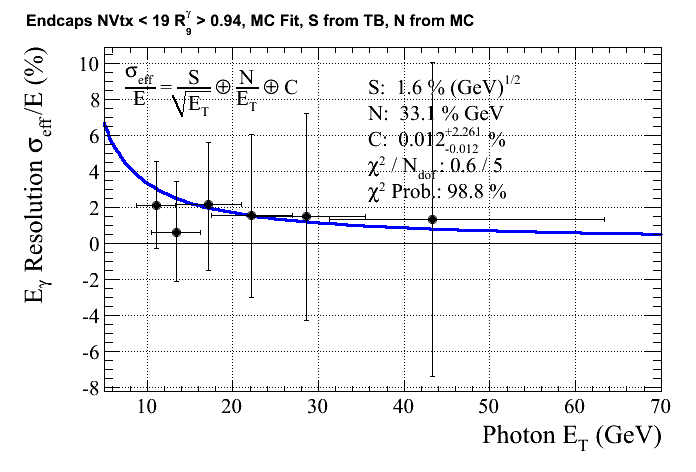 Endcaps NVtx < 19 R_9^γ > 0.94, MC Fit, S from TB, N from MC
E_γ Resolution σ_eff/E (%)
σ_eff/E = S/√E_T ⊕ N/E_T ⊕ C
S: 1.6 % (GeV)^1/2
N: 33.1 % GeV
C: 0.012 +2.261 -0.012 %
χ² / N_dof: 0.6 / 5
χ² Prob.: 98.8 %
10
8
6
4
2
0
-2
-4
-6
-8
10 20 30 40 50 60 70
Photon E_T (GeV)